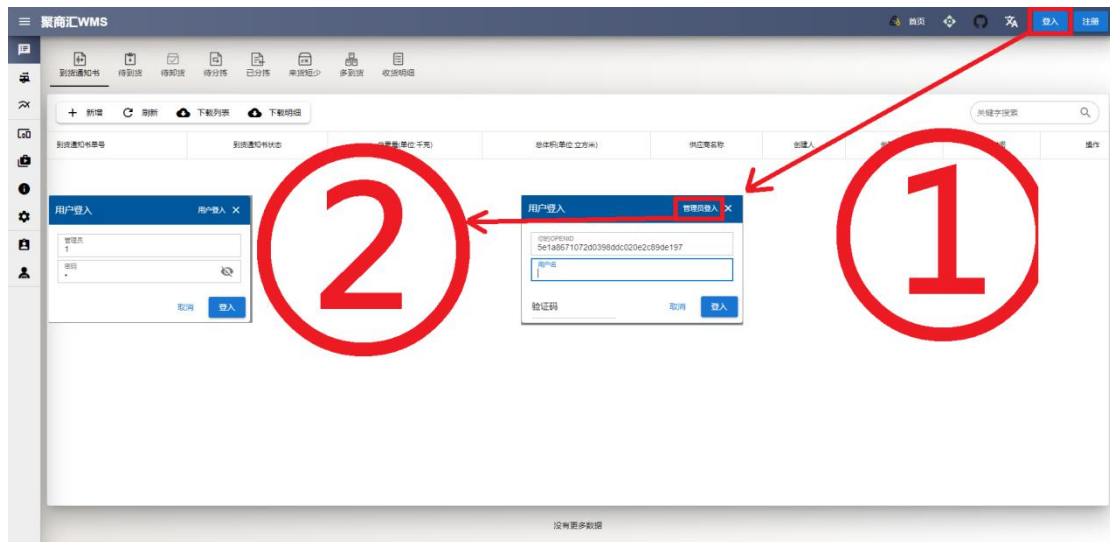 聚商汇WMS 首页 登入 注册
到货通知书 待到货 待卸货 待分拣 已分拣 来货短少 多到货 收货明细
新增 刷新 下载列表 下载明细 关键字搜索
到货通知书单号 到货通知书状态 总重量(单位:千克) 总体积(单位:立方米) 供应商名称 创建人 操作
用户登入 用户登入
管理员
1
密码
取消 登入
2
用户登入 管理员登入
您的OPENID
5e1a8671072d0398ddc020e2c89de197
用户名
验证码 取消 登入
1
没有更多数据